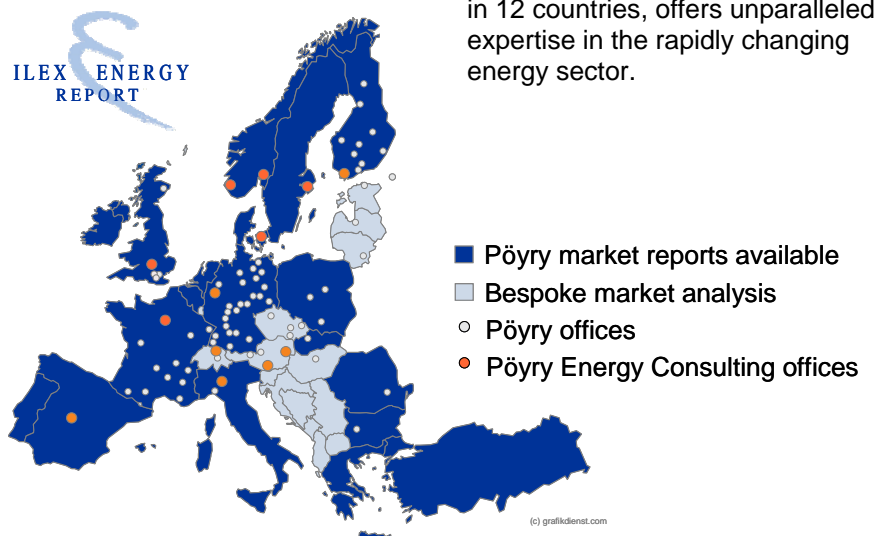 in 12 countries, offers unparalleled
expertise in the rapidly changing
energy sector.
ILEX ENERGY
REPORT
Pöyry market reports available
Bespoke market analysis
Pöyry offices
Pöyry Energy Consulting offices
(c) grafikdienst.com